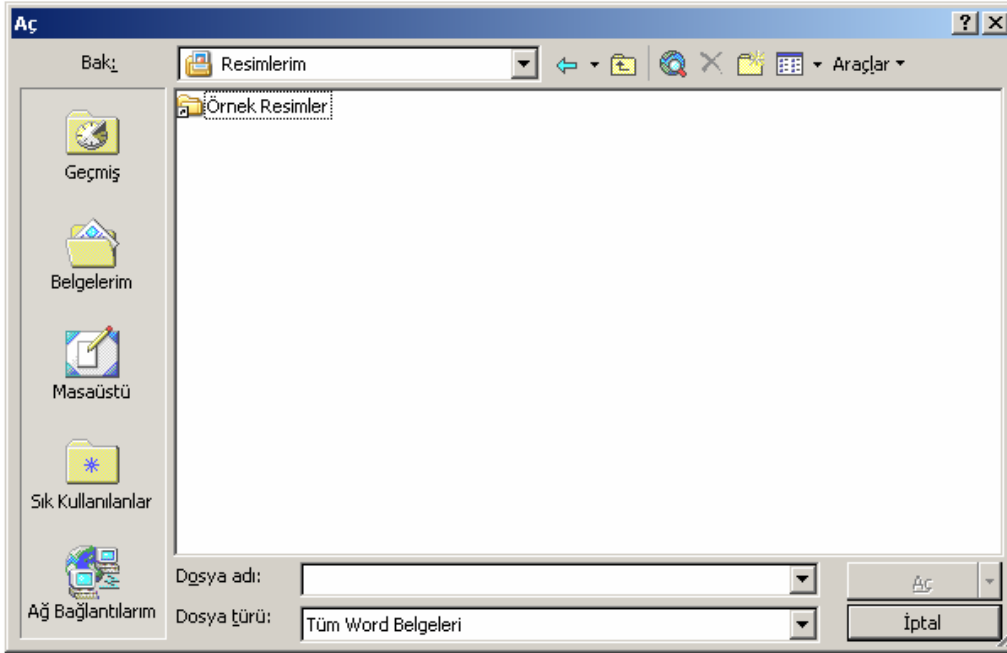 Aç
Bak: Resimlerim Araçlar
Örnek Resimler
Geçmiş
Belgelerim
Masaüstü
Sık Kullanılanlar
Ağ Bağlantılarım
Dosya adı: Aç
Dosya türü: Tüm Word Belgeleri İptal